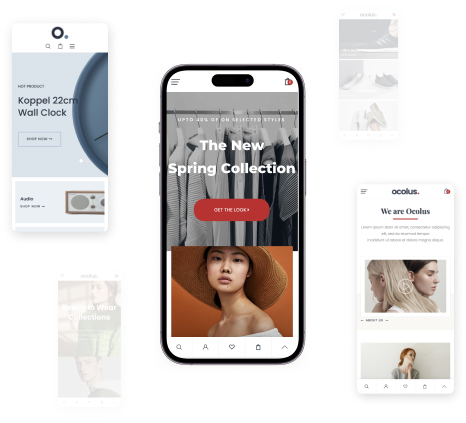 O.
HOT PRODUCT
Koppel 22cm
Wall Clock
SHOP NOW
Audio
SHOP NOW
UPTO 40% OF ON SELECTED STYLES
The New
Spring Collection
GET THE LOOK
ocolus.
We are Ocolus
Lorem ipsum dolor sit amet, consectetur adipiscing
elit, sed do eiusmod tempor
incididunt ut labore et dolore magna aliqua.
ABOUT US
ocolus.
Wear
Collections
ocolus.